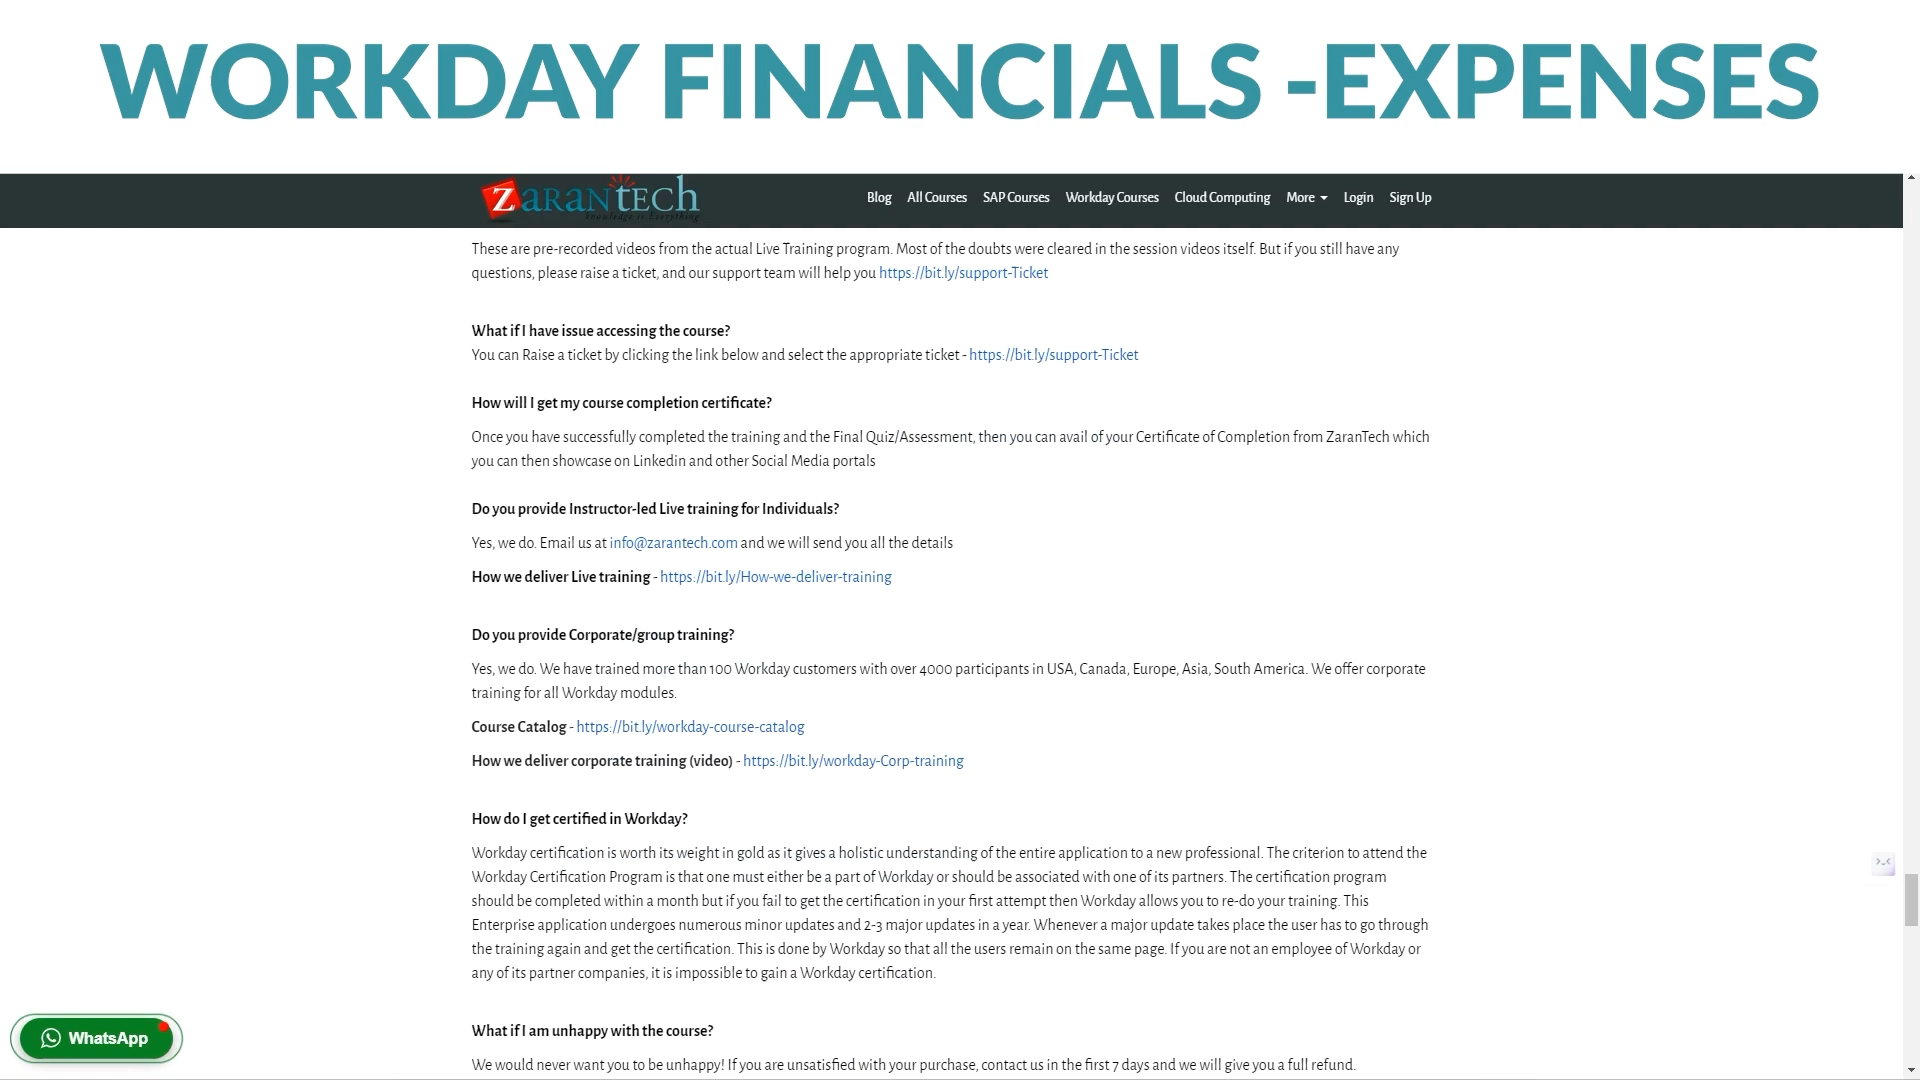 WORKDAY FINANCIALS -EXPENSES
ZARANTECH
Knowledge is Everything
Blog All Courses SAP Courses Workday Courses Cloud Computing More Login Sign Up
These are pre-recorded videos from the actual Live Training program. Most of the doubts were cleared in the session videos itself. But if you still have any
questions, please raise a ticket, and our support team will help you https://bit.ly/support-Ticket
What if I have issue accessing the course?
You can Raise a ticket by clicking the link below and select the appropriate ticket - https://bit.ly/support-Ticket
How will I get my course completion certificate?
Once you have successfully completed the training and the Final Quiz/Assessment, then you can avail of your Certificate of Completion from ZaranTech which
you can then showcase on Linkedin and other Social Media portals
Do you provide Instructor-led Live training for Individuals?
Yes, we do. Email us at info@zarantech.com and we will send you all the details
How we deliver Live training - https://bit.ly/How-we-deliver-training
Do you provide Corporate/group training?
Yes, we do. We have trained more than 100 Workday customers with over 4000 participants in USA, Canada, Europe, Asia, South America. We offer corporate
training for all Workday modules.
Course Catalog - https://bit.ly/workday-course-catalog
How we deliver corporate training (video) - https://bit.ly/workday-Corp-training
How do I get certified in Workday?
Workday certification is worth its weight in gold as it gives a holistic understanding of the entire application to a new professional. The criterion to attend the
Workday Certification Program is that one must either be a part of Workday or should be associated with one of its partners. The certification program
should be completed within a month but if you fail to get the certification in your first attempt then Workday allows you to re-do your training. This
Enterprise application undergoes numerous minor updates and 2-3 major updates in a year. Whenever a major update takes place the user has to go through
the training again and get the certification. This is done by Workday so that all the users remain on the same page. If you are not an employee of Workday or
any of its partner companies, it is impossible to gain a Workday certification.
What if I am unhappy with the course?
We would never want you to be unhappy! If you are unsatisfied with your purchase, contact us in the first 7 days and we will give you a full refund.
WhatsApp